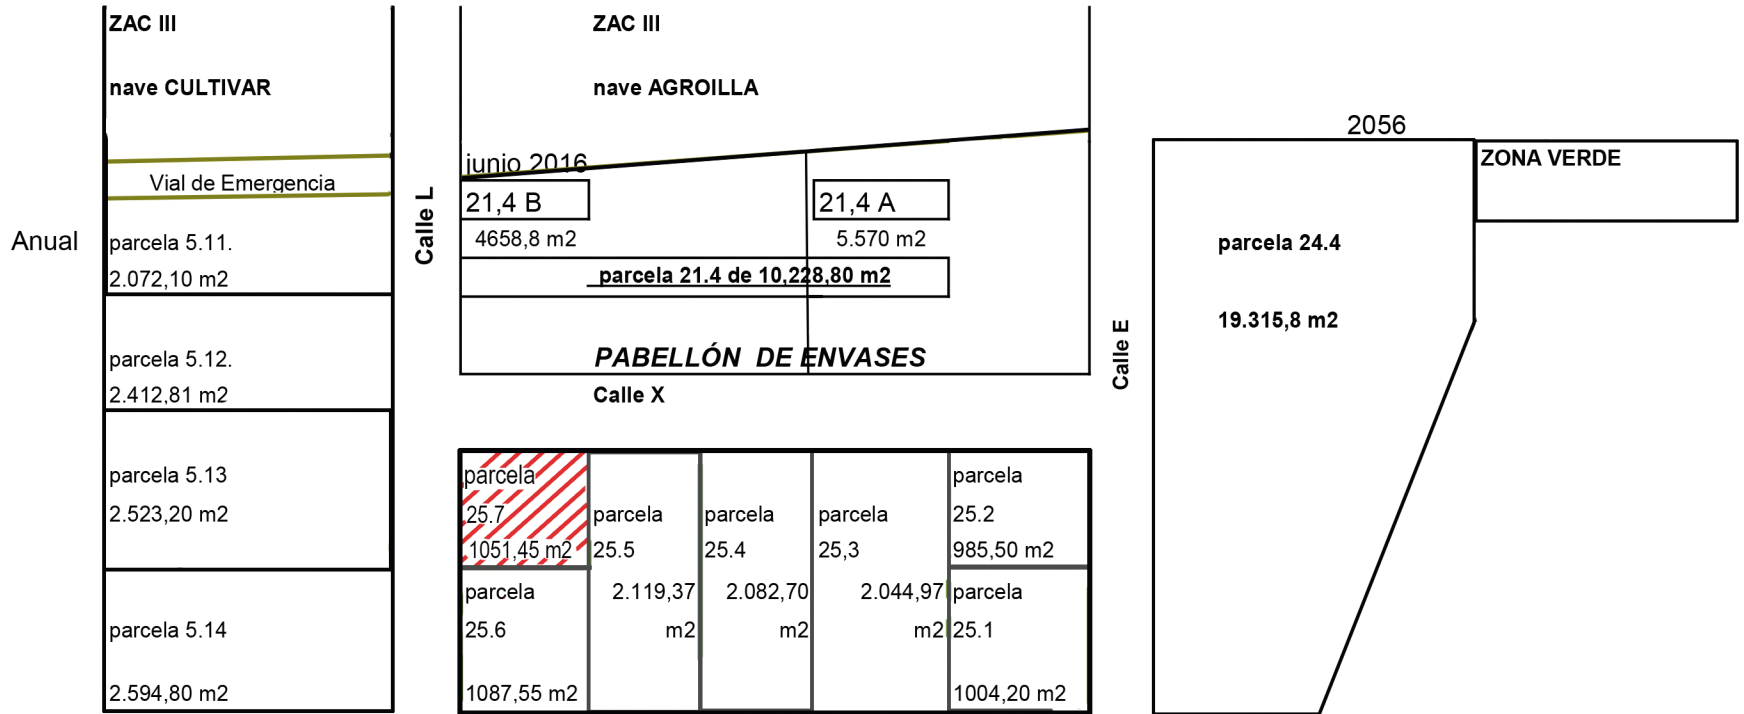 ZAC III
nave CULTIVAR
Vial de Emergencia
Anual
parcela 5.11.
2.072,10 m2
parcela 5.12.
2.412,81 m2
parcela 5.13
2.523,20 m2
parcela 5.14
2.594,80 m2
Calle L
ZAC III
nave AGROILLA
junio 2016
21,4 B
4658,8 m2
21,4 A
5.570 m2
parcela 21.4 de 10,228,80 m2
PABELLÓN DE ENVASES
Calle X
parcela
25.7
1051,45 m2
parcela
25.6
1087,55 m2
parcela
25.5
2.119,37
m2
parcela
25.4
2.082,70
m2
parcela
25,3
2.044,97
m2
parcela
25.2
985,50 m2
parcela
25.1
1004,20 m2
Calle E
2056
parcela 24.4
19.315,8 m2
ZONA VERDE